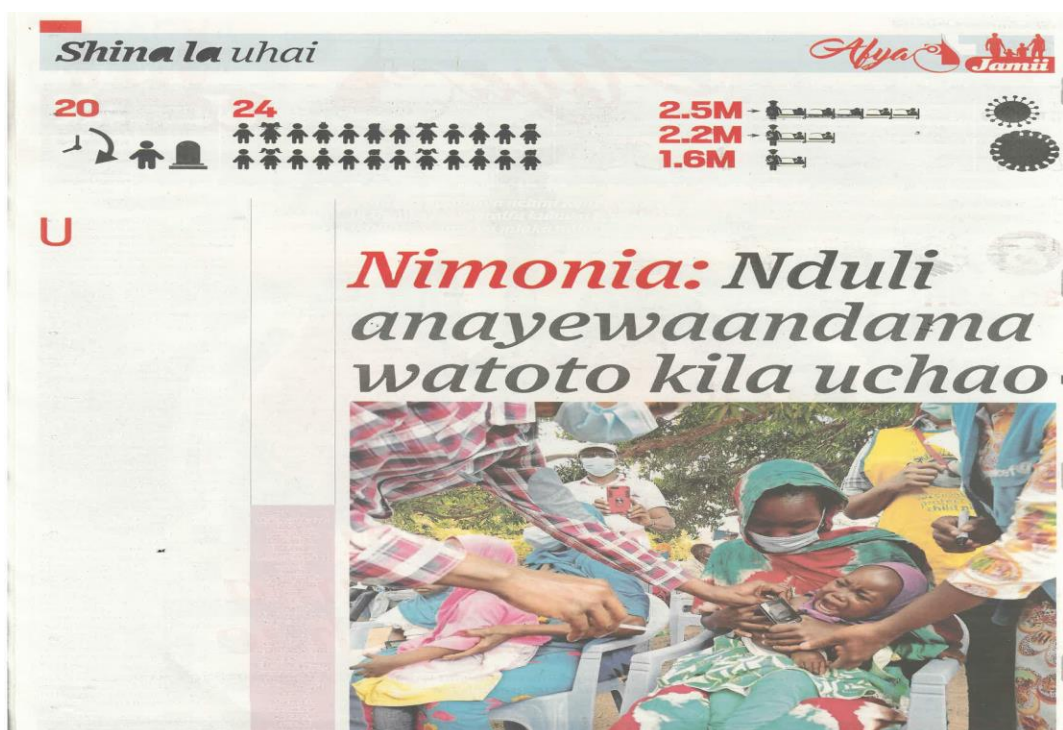 Shina la uhai
Afya
Jamii
20
24
2.5M
2.2M
1.6M
U
Nimonia: Nduli
anayewaandama
watoto kila uchao